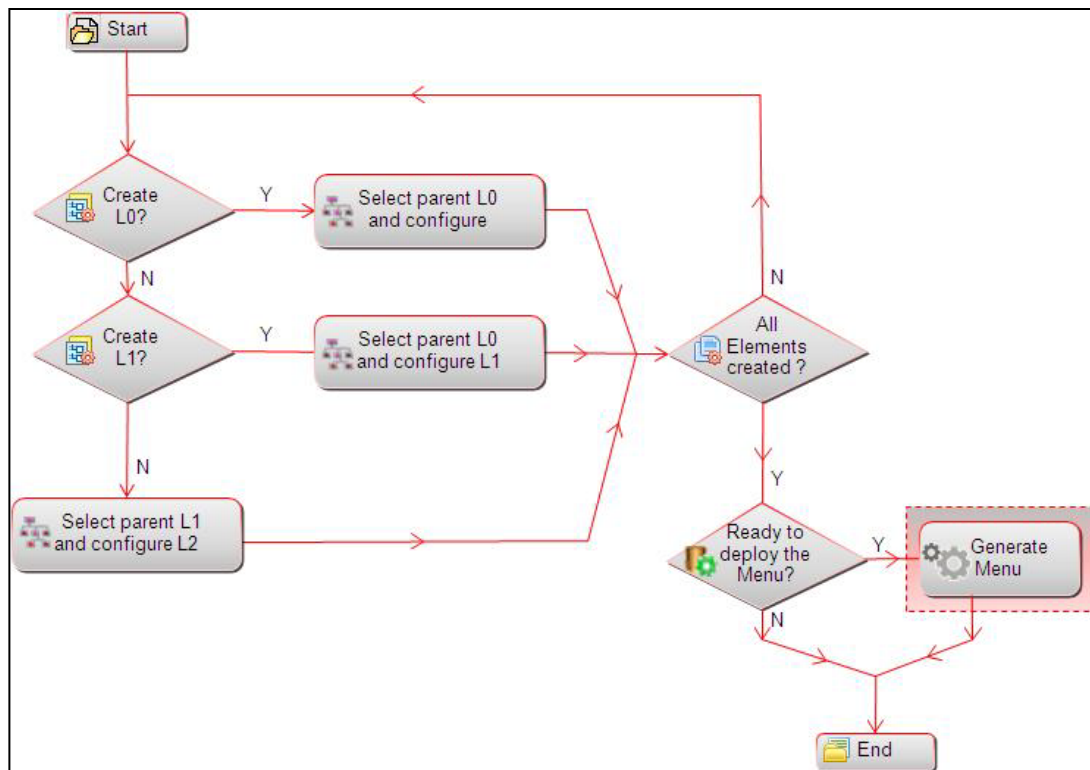 Start
Create
L0?
Y
Select parent L0
and configure
N
Create
L1?
Y
Select parent L0
and configure L1
N
Select parent L1
and configure L2
N
All
Elements
created ?
Y
Ready to
deploy the
Menu?
Y
Generate
Menu
N
End